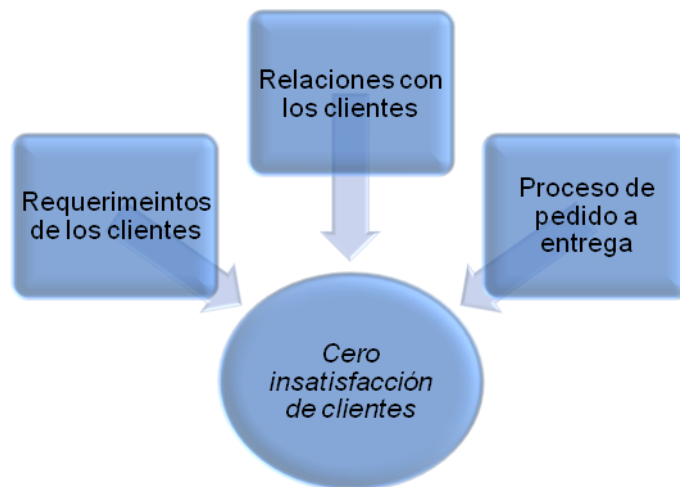 Relaciones con
los clientes
Requerimeintos
de los clientes
Proceso de
pedido a
entrega
Cero
insatisfacción
de clientes